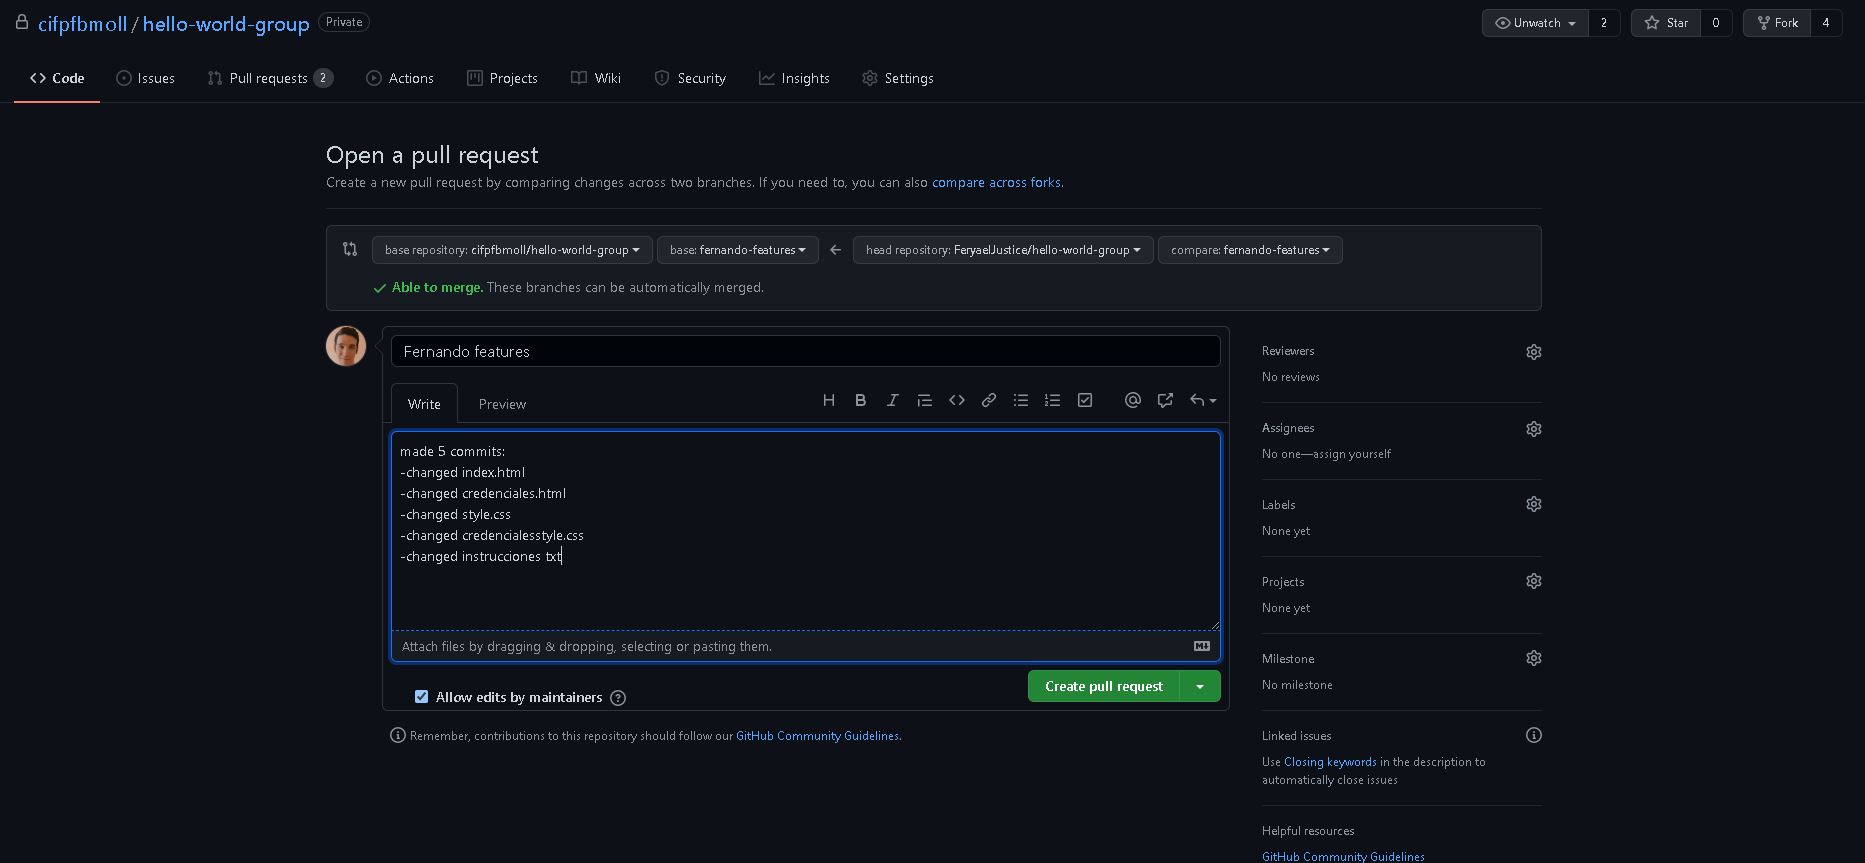 cifpfbmoll / hello-world-group Private
Unwatch 2 Star 0 Fork 4
Code Issues Pull requests 2 Actions Projects Wiki Security Insights Settings
Open a pull request
Create a new pull request by comparing changes across two branches. If you need to, you can also compare across forks.
base repository: cifpfbmoll/hello-world-group base: fernando-features head repository: FeryaelJustice/hello-world-group compare: fernando-features
Able to merge. These branches can be automatically merged.
Fernando features
Write Preview
made 5 commits:
-changed index.html
-changed credenciales.html
-changed style.css
-changed credencialesstyle.css
-changed instrucciones txt
Attach files by dragging & dropping, selecting or pasting them.
Allow edits by maintainers
Create pull request
Remember, contributions to this repository should follow our GitHub Community Guidelines.
Reviewers
No reviews
Assignees
No one—assign yourself
Labels
None yet
Projects
None yet
Milestone
No milestone
Linked issues
Use Closing keywords in the description to
automatically close issues
Helpful resources
GitHub Community Guidelines